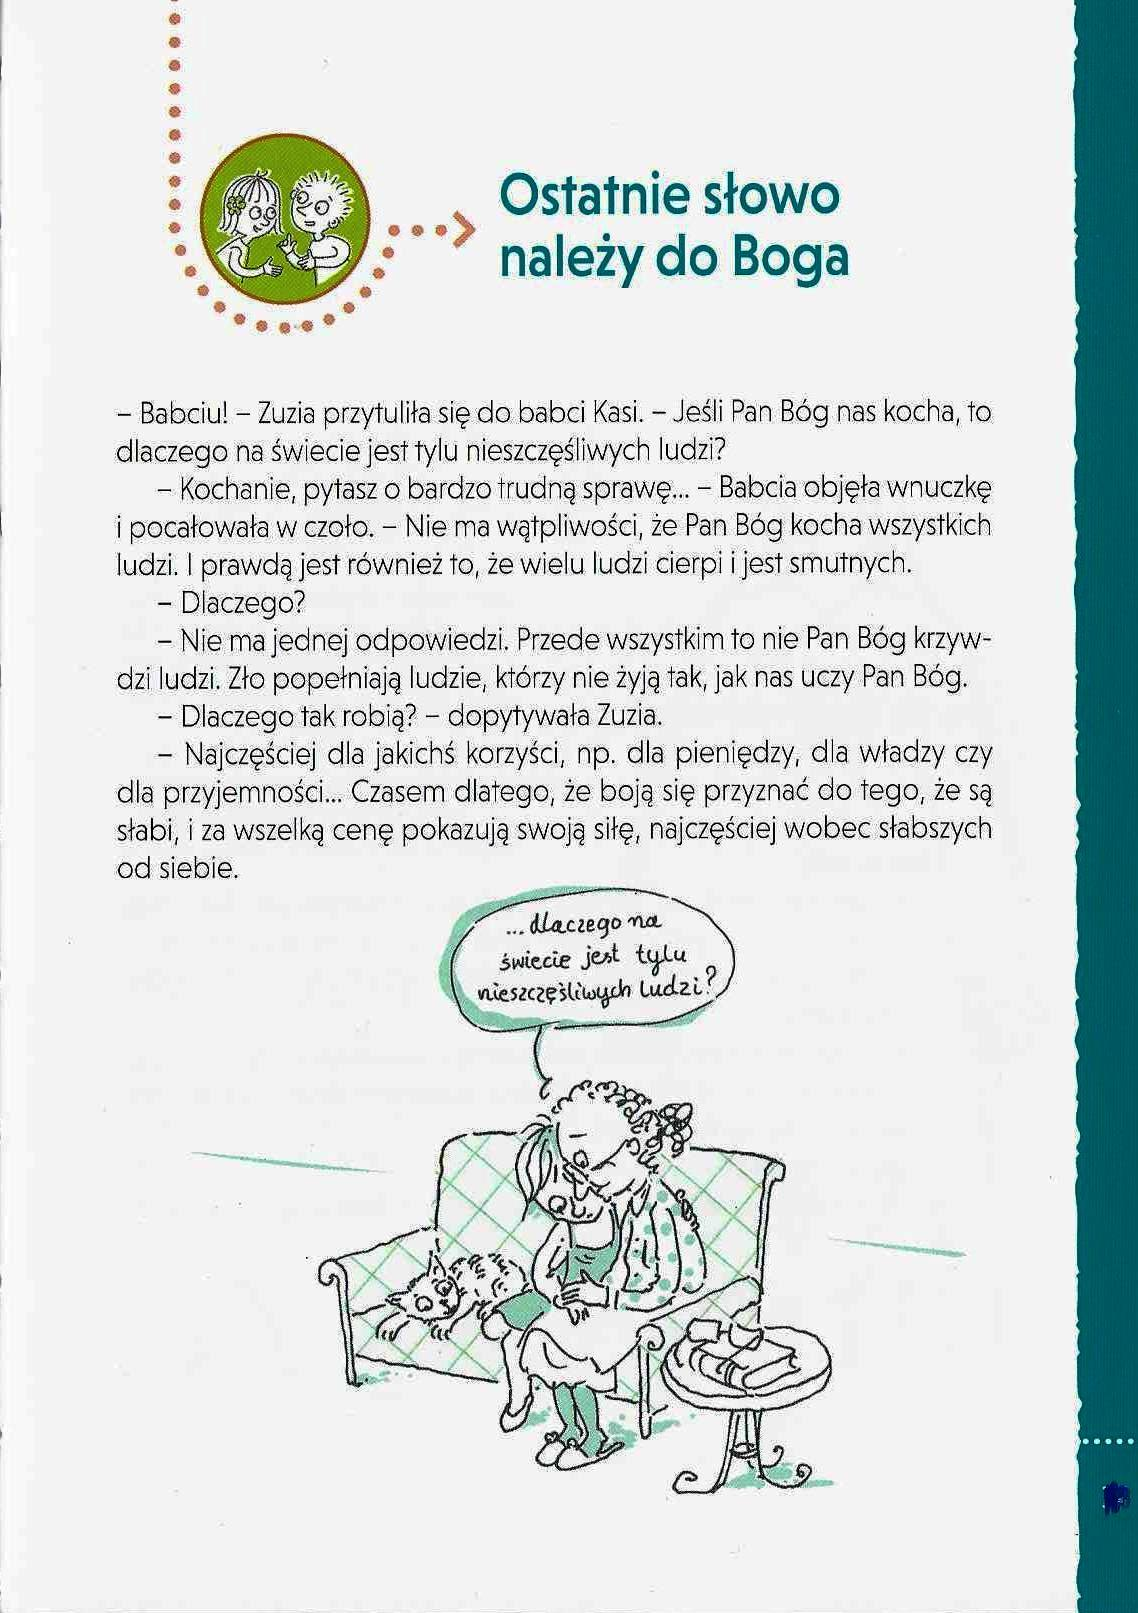 Ostatnie słowo
należy do Boga
– Babciu! – Zuzia przytuliła się do babci Kasi. – Jeśli Pan Bóg nas kocha, to
dlaczego na świecie jest tylu nieszczęśliwych ludzi?
– Kochanie, pytasz o bardzo trudną sprawę... – Babcia objęła wnuczkę
i pocałowała w czoło. – Nie ma wątpliwości, że Pan Bóg kocha wszystkich
ludzi. I prawdą jest również to, że wielu ludzi cierpi i jest smutnych.
– Dlaczego?
– Nie ma jednej odpowiedzi. Przede wszystkim to nie Pan Bóg krzyw-
dzi ludzi. Zło popełniają ludzie, którzy nie żyją tak, jak nas uczy Pan Bóg.
– Dlaczego tak robią? – dopytywała Zuzia.
– Najczęściej dla jakichś korzyści, np. dla pieniędzy, dla władzy czy
dla przyjemności... Czasem dlatego, że boją się przyznać do tego, że są
słabi, i za wszelką cenę pokazują swoją siłę, najczęściej wobec słabszych
od siebie.
... dlaczego na
świecie jest tylu
nieszczęśliwych ludzi?